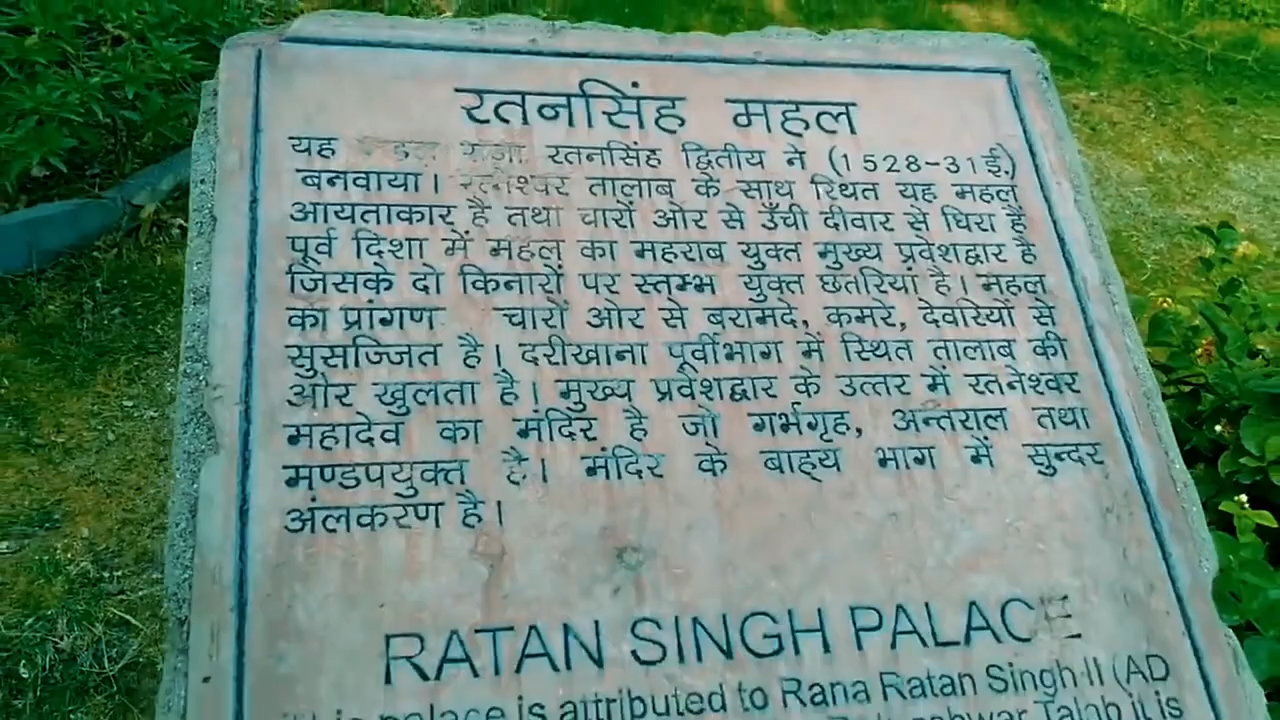 रतनसिंह महल
यह रतनसिंह द्वितीय ने (1528-31ई.)
बनवाया। रत्नेश्वर तालाब के साथ स्थित यह महल
आयताकार है तथा चारों ओर से उँची दीवार से घिरा है
पूर्व दिशा में महल का महराब युक्त मुख्य प्रवेशद्वार है
जिसके दो किनारों पर स्तम्भ युक्त छतरियां है। महल
का प्रांगण चारों ओर से बरामदे, कमरे, देवरियों से
सुसज्जित है। दरीखाना पूर्वीभाग में स्थित तालाब की
ओर खुलता है। मुख्य प्रवेशद्वार के उत्तर में रतनेश्वर
महादेव का मंदिर है जो गर्भगृह, अन्तराल तथा
मण्डपयुक्त है। मंदिर के बाह्य भाग में सुन्दर
अंलकरण है।
RATAN SINGH PALACE
palace is attributed to Rana Ratan Singh II (AD
Talab it is